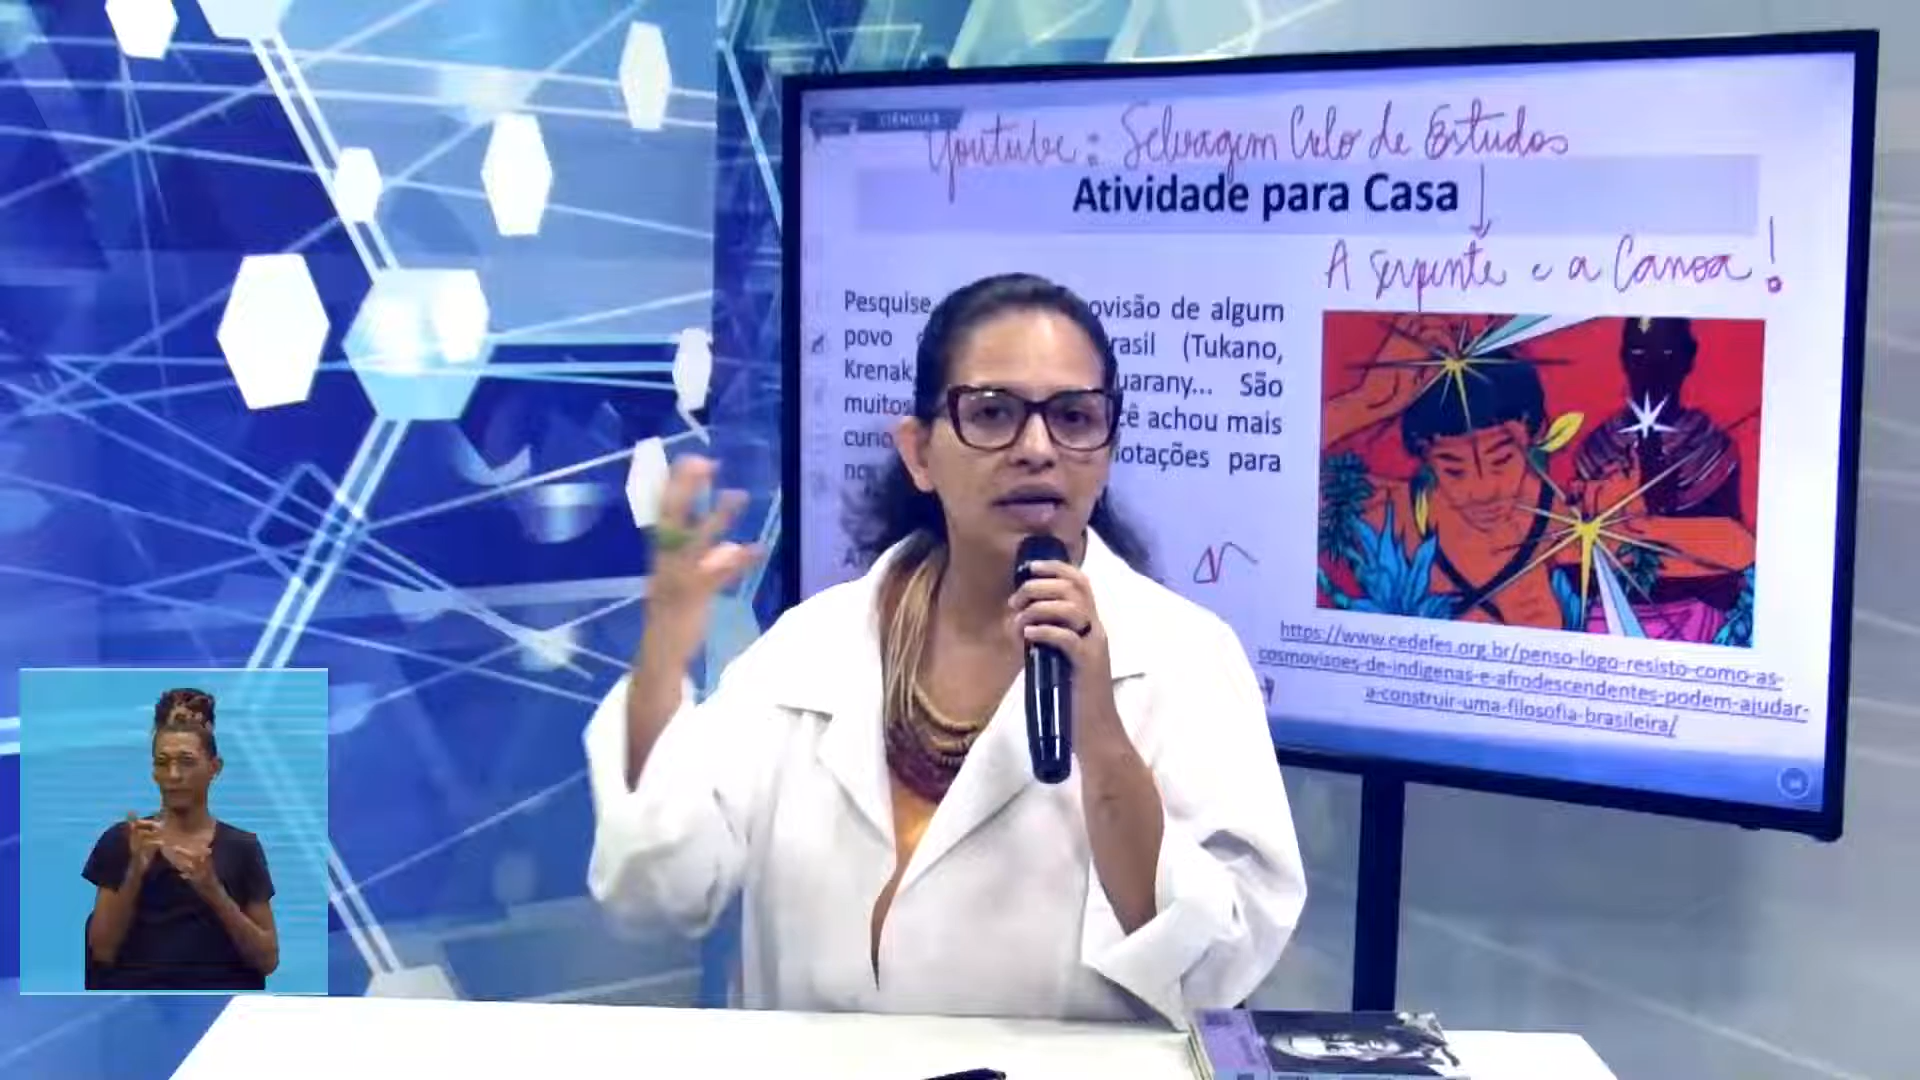 CIÊNCIAS
Youtube: Selvagem Ciclo de Estudos
Atividade para Casa
A serpente e a Canoa!
Pesquise ovisão de algum
povo rasil (Tukano,
Krenak, uarany... São
muitos cê achou mais
curio notações para
no
https://www.cedefes.org.br/penso-logo-resisto-como-as-
cosmovisoes-de-indigenas-e-afrodescendentes-podem-ajudar-
a-construir-uma-filosofia-brasileira/